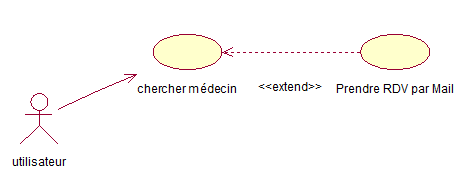 chercher médecin
<<extend>>
Prendre RDV par Mail
utilisateur